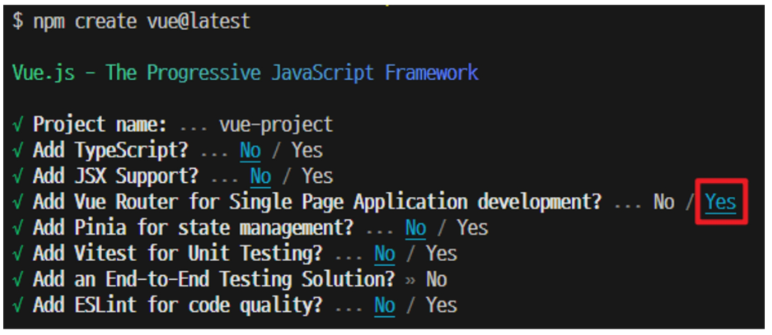 $ npm create vue@latest
Vue.js - The Progressive JavaScript Framework
√ Project name: ... vue-project
√ Add TypeScript? ... No / Yes
√ Add JSX Support? ... No / Yes
√ Add Vue Router for Single Page Application development? ... No / Yes
√ Add Pinia for state management? ... No / Yes
√ Add Vitest for Unit Testing? ... No / Yes
√ Add an End-to-End Testing Solution? » No
√ Add ESLint for code quality? ... No / Yes